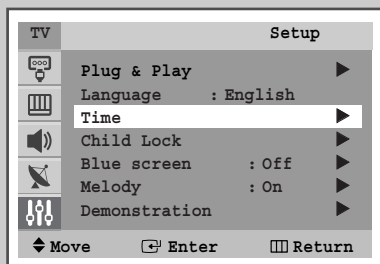 TV Setup
Plug & Play
Language : English
Time
Child Lock
Blue screen : Off
Melody : On
Demonstration
Move Enter Return